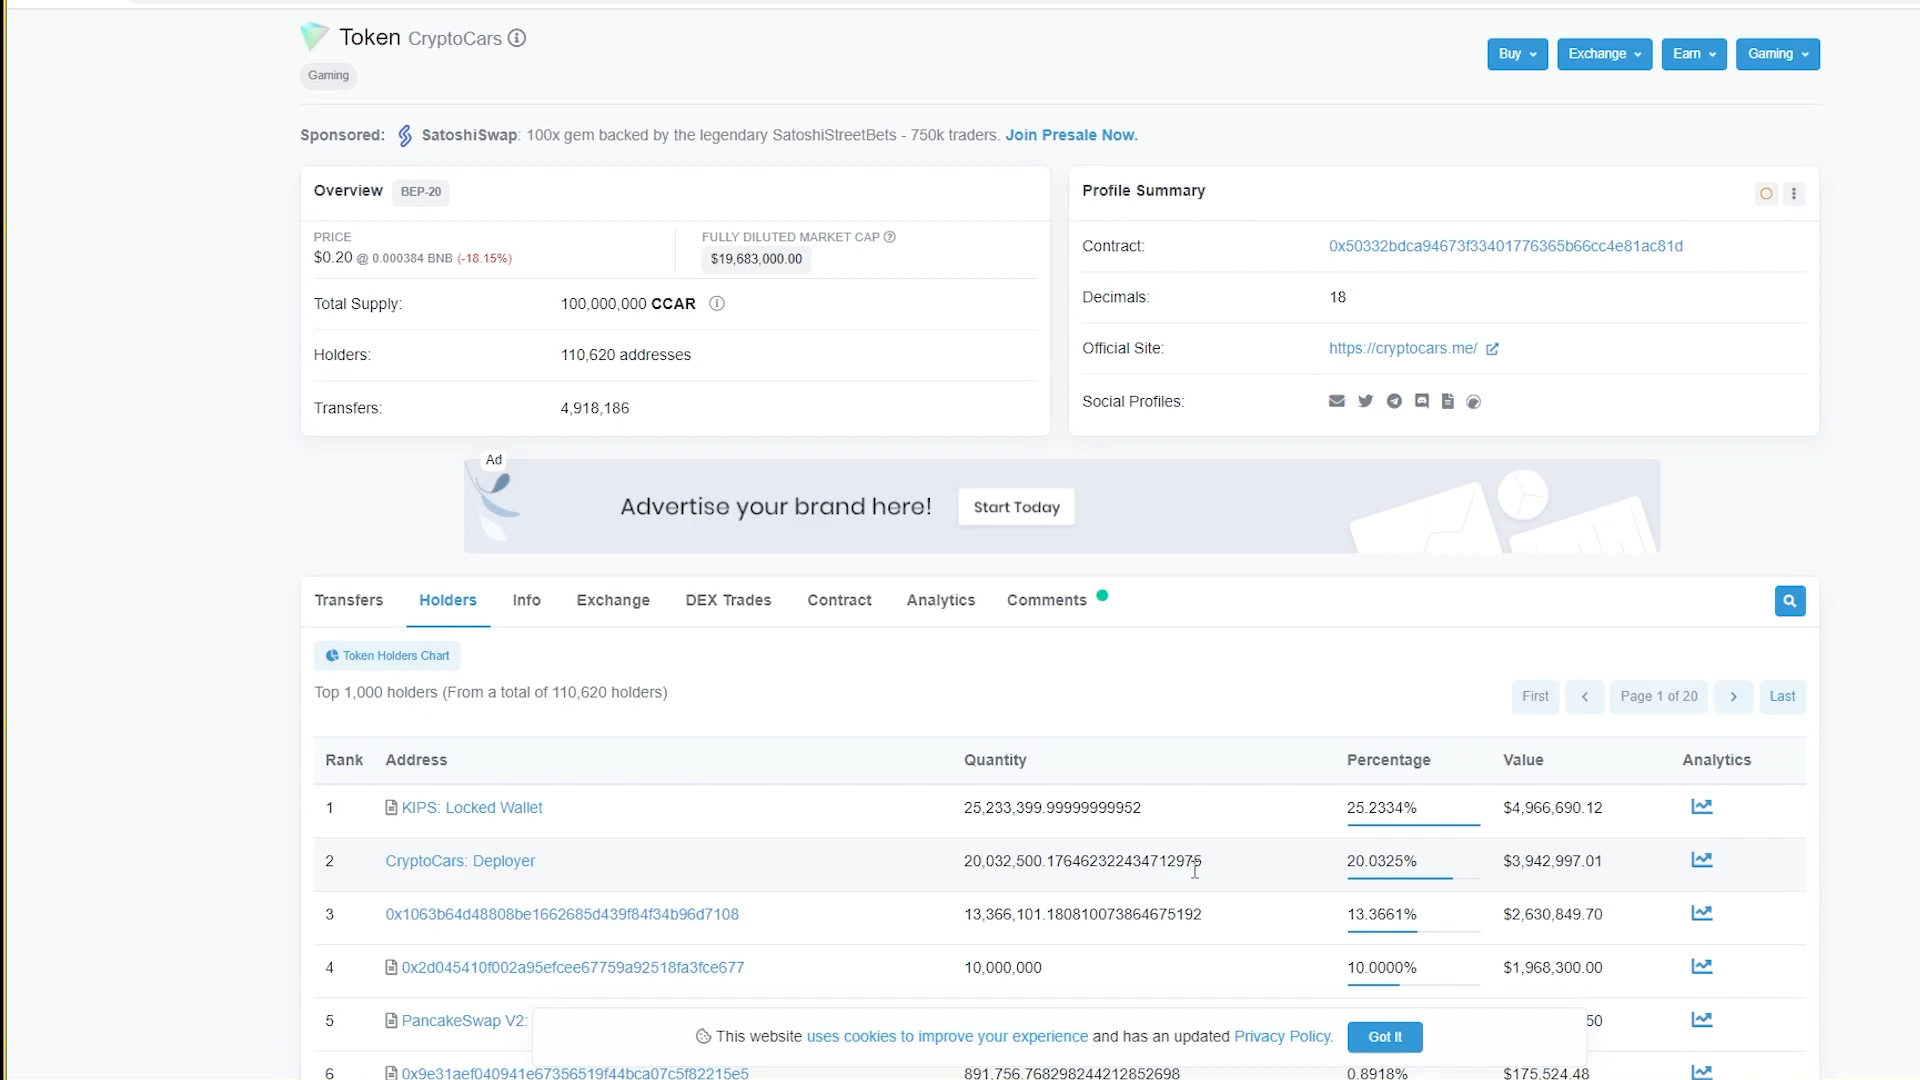 Token CryptoCars
Gaming
Buy Exchange Earn Gaming
Sponsored: SatoshiSwap: 100x gem backed by the legendary SatoshiStreetBets - 750k traders. Join Presale Now.
Overview BEP-20
PRICE
$0.20 @ 0.000384 BNB (-18.15%)
FULLY DILUTED MARKET CAP
$19,683,000.00
Total Supply: 100,000,000 CCAR
Holders: 110,620 addresses
Transfers: 4,918,186
Profile Summary
Contract: 0x50332bdca94673f33401776365b66cc4e81ac81d
Decimals: 18
Official Site: https://cryptocars.me/
Social Profiles:
Ad
Advertise your brand here! Start Today
Transfers Holders Info Exchange DEX Trades Contract Analytics Comments
Token Holders Chart
Top 1,000 holders (From a total of 110,620 holders)
First Page 1 of 20 Last
Rank Address Quantity Percentage Value Analytics
1 KIPS: Locked Wallet 25,233,399.99999999952 25.2334% $4,966,690.12
2 CryptoCars: Deployer 20,032,500.176462322434712975 20.0325% $3,942,997.01
3 0x1063b64d48808be1662685d439f84f34b96d7108 13,366,101.180810073864675192 13.3661% $2,630,849.70
4 0x2d045410f002a95efcee67759a92518fa3fce677 10,000,000 10.0000% $1,968,300.00
5 PancakeSwap V2: 50
This website uses cookies to improve your experience and has an updated Privacy Policy. Got It
6 0x9e31aef040941e67356519f44bca07c5f82215e5 891,756.768298244212852698 0.8918% $175,524.48